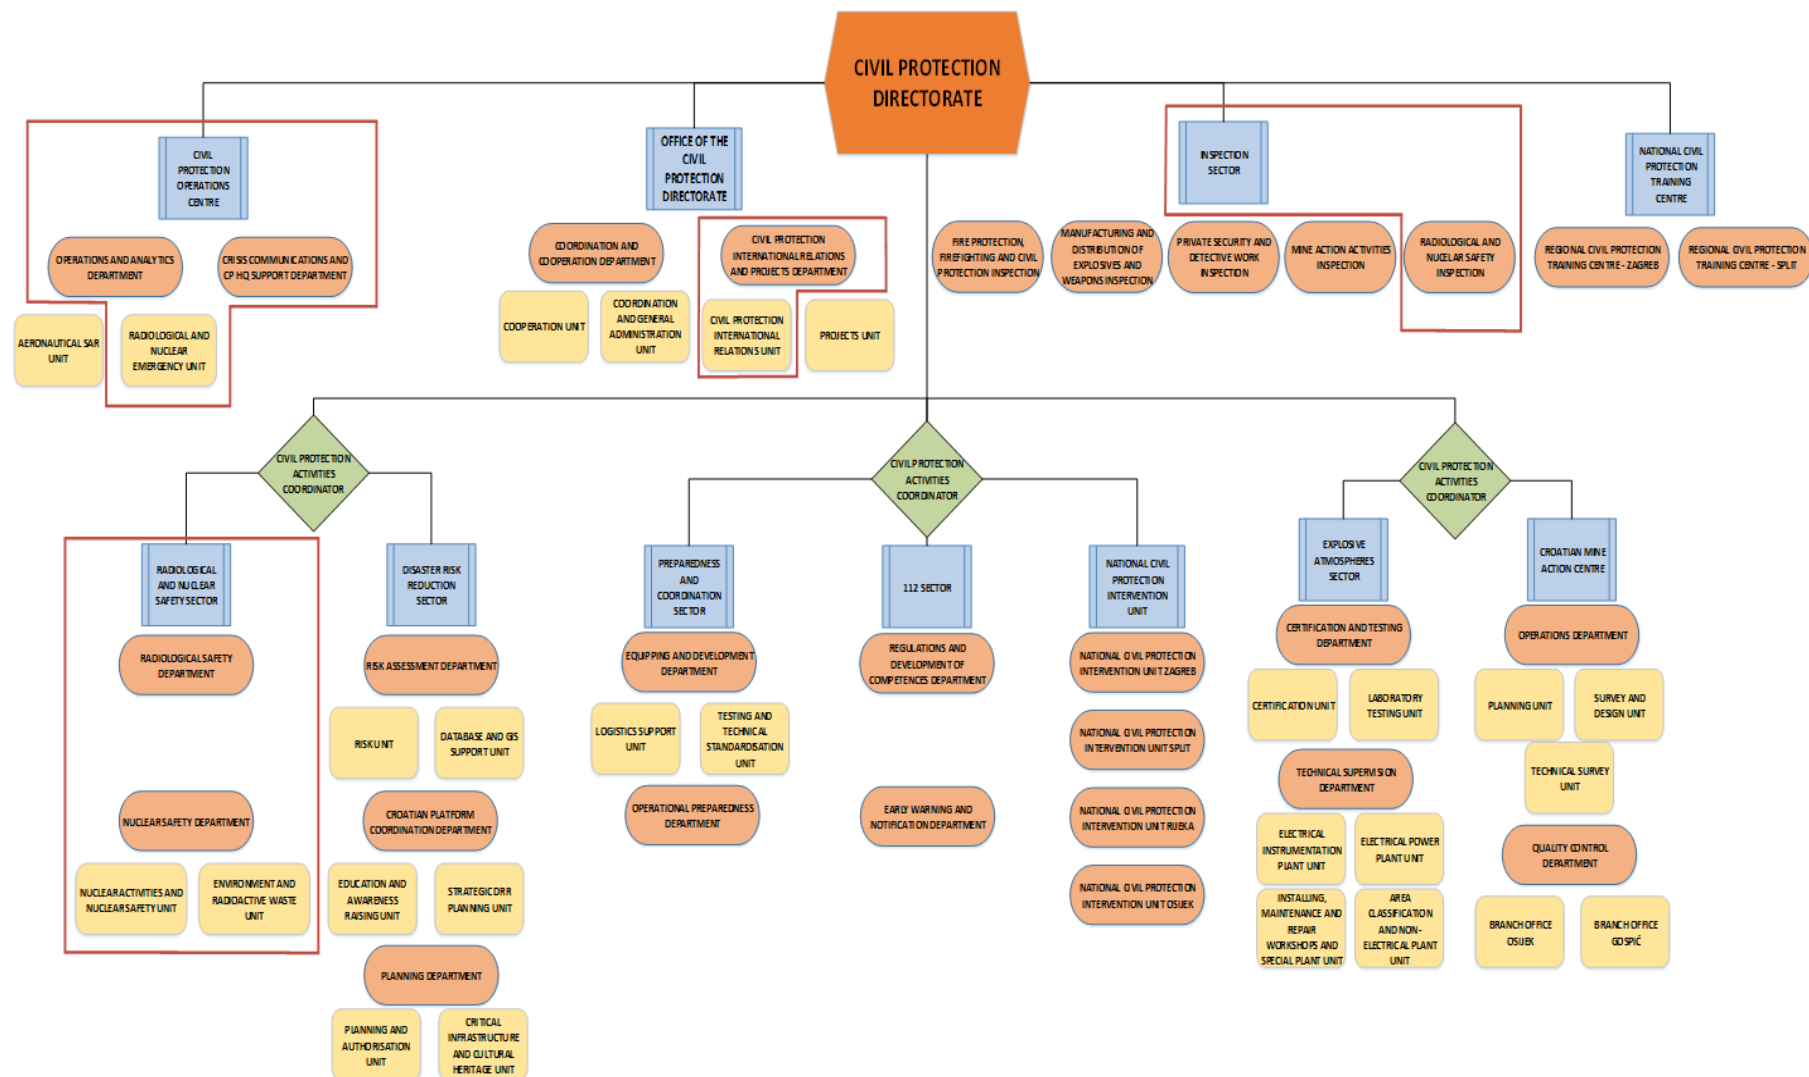 CIVIL PROTECTION
DIRECTORATE
CIVIL
PROTECTION
OPERATIONS
CENTRE
OFFICE OF THE
CIVIL
PROTECTION
DIRECTORATE
INSPECTION
SECTOR
NATIONAL CIVIL
PROTECTION
TRAINING
CENTRE
OPERATIONS AND ANALYTICS
DEPARTMENT
CRISIS COMMUNICATIONS AND
CP HQ SUPPORT DEPARTMENT
COORDINATION AND
COOPERATION DEPARTMENT
CIVIL PROTECTION
INTERNATIONAL RELATIONS
AND PROJECTS DEPARTMENT
FIRE PROTECTION,
FIREFIGHTING AND CIVIL
PROTECTION INSPECTION
MANUFACTURING AND
DISTRIBUTION OF
EXPLOSIVES AND
WEAPONS INSPECTION
PRIVATE SECURITY AND
DETECTIVE WORK
INSPECTION
MINE ACTION ACTIVITIES
INSPECTION
RADIOLOGICAL AND
NUCELAR SAFETY
INSPECTION
REGIONAL CIVIL PROTECTION
TRAINING CENTRE - ZAGREB
REGIONAL CIVIL PROTECTION
TRAINING CENTRE - SPLIT
AERONAUTICAL SAR
UNIT
RADIOLOGICAL AND
NUCLEAR
EMERGENCY UNIT
COOPERATION UNIT
COORDINATION
AND GENERAL
ADMINISTRATION
UNIT
CIVIL PROTECTION
INTERNATIONAL
RELATIONS UNIT
PROJECTS UNIT
CIVIL PROTECTION
ACTIVITIES
COORDINATOR
CIVIL PROTECTION
ACTIVITIES
COORDINATOR
CIVIL PROTECTION
ACTIVITIES
COORDINATOR
RADIOLOGICAL
AND NUCLEAR
SAFETY SECTOR
DISASTER RISK
REDUCTION
SECTOR
PREPAREDNESS
AND
COORDINATION
SECTOR
112 SECTOR
NATIONAL CIVIL
PROTECTION
INTERVENTION
UNIT
EXPLOSIVE
ATMOSPHERES
SECTOR
CROATIAN MINE
ACTION CENTRE
RADIOLOGICAL SAFETY
DEPARTMENT
RISK ASSESSMENT DEPARTMENT
EQUIPPING AND DEVELOPMENT
DEPARTMENT
REGULATIONS AND
DEVELOPMENT OF
COMPETENCES DEPARTMENT
NATIONAL CIVIL PROTECTION
INTERVENTION UNIT ZAGREB
CERTIFICATION AND TESTING
DEPARTMENT
OPERATIONS DEPARTMENT
RISK UNIT
DATABASE AND GIS
SUPPORT UNIT
LOGISTICS SUPPORT
UNIT
TESTING AND
TECHNICAL
STANDARDISATION
UNIT
NATIONAL CIVIL PROTECTION
INTERVENTION UNIT SPLIT
CERTIFICATION UNIT
LABORATORY
TESTING UNIT
PLANNING UNIT
SURVEY AND
DESIGN UNIT
TECHNICAL SURVEY
UNIT
NUCLEAR SAFETY DEPARTMENT
CROATIAN PLATFORM
COORDINATION DEPARTMENT
OPERATIONAL PREPAREDNESS
DEPARTMENT
EARLY WARNING AND
NOTIFICATION DEPARTMENT
NATIONAL CIVIL PROTECTION
INTERVENTION UNIT RIJEKA
TECHNICAL SUPERVISION
DEPARTMENT
ELECTRICAL
INSTRUMENTATION
PLANT UNIT
ELECTRICAL POWER
PLANT UNIT
QUALITY CONTROL
DEPARTMENT
NUCLEAR ACTIVITIES AND
NUCLEAR SAFETY UNIT
ENVIRONMENT AND
RADIOACTIVE WASTE
UNIT
EDUCATION AND
AWARENESS
RAISING UNIT
STRATEGIC DRR
PLANNING UNIT
NATIONAL CIVIL PROTECTION
INTERVENTION UNIT OSIJEK
INSTALLING,
MAINTENANCE AND
REPAIR
WORKSHOPS AND
SPECIAL PLANT UNIT
AREA
CLASSIFICATION
AND NON-
ELECTRICAL PLANT
UNIT
BRANCH OFFICE
OSIJEK
BRANCH OFFICE
GOSPIĆ
PLANNING DEPARTMENT
PLANNING AND
AUTHORISATION
UNIT
CRITICAL
INFRASTRUCTURE
AND CULTURAL
HERITAGE UNIT